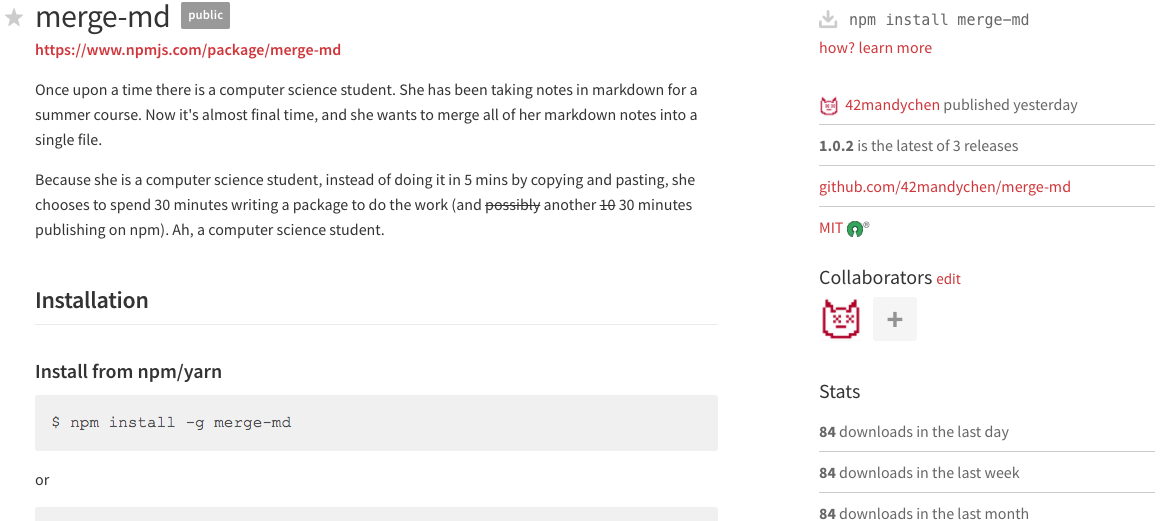 merge-md public
https://www.npmjs.com/package/merge-md
Once upon a time there is a computer science student. She has been taking notes in markdown for a
summer course. Now it's almost final time, and she wants to merge all of her markdown notes into a
single file.
Because she is a computer science student, instead of doing it in 5 mins by copying and pasting, she
chooses to spend 30 minutes writing a package to do the work (and possibly another 10 30 minutes
publishing on npm). Ah, a computer science student.
Installation
Install from npm/yarn
$ npm install -g merge-md
or
npm install merge-md
how? learn more
42mandychen published yesterday
1.0.2 is the latest of 3 releases
github.com/42mandychen/merge-md
MIT ®
Collaborators edit
+
Stats
84 downloads in the last day
84 downloads in the last week
84 downloads in the last month